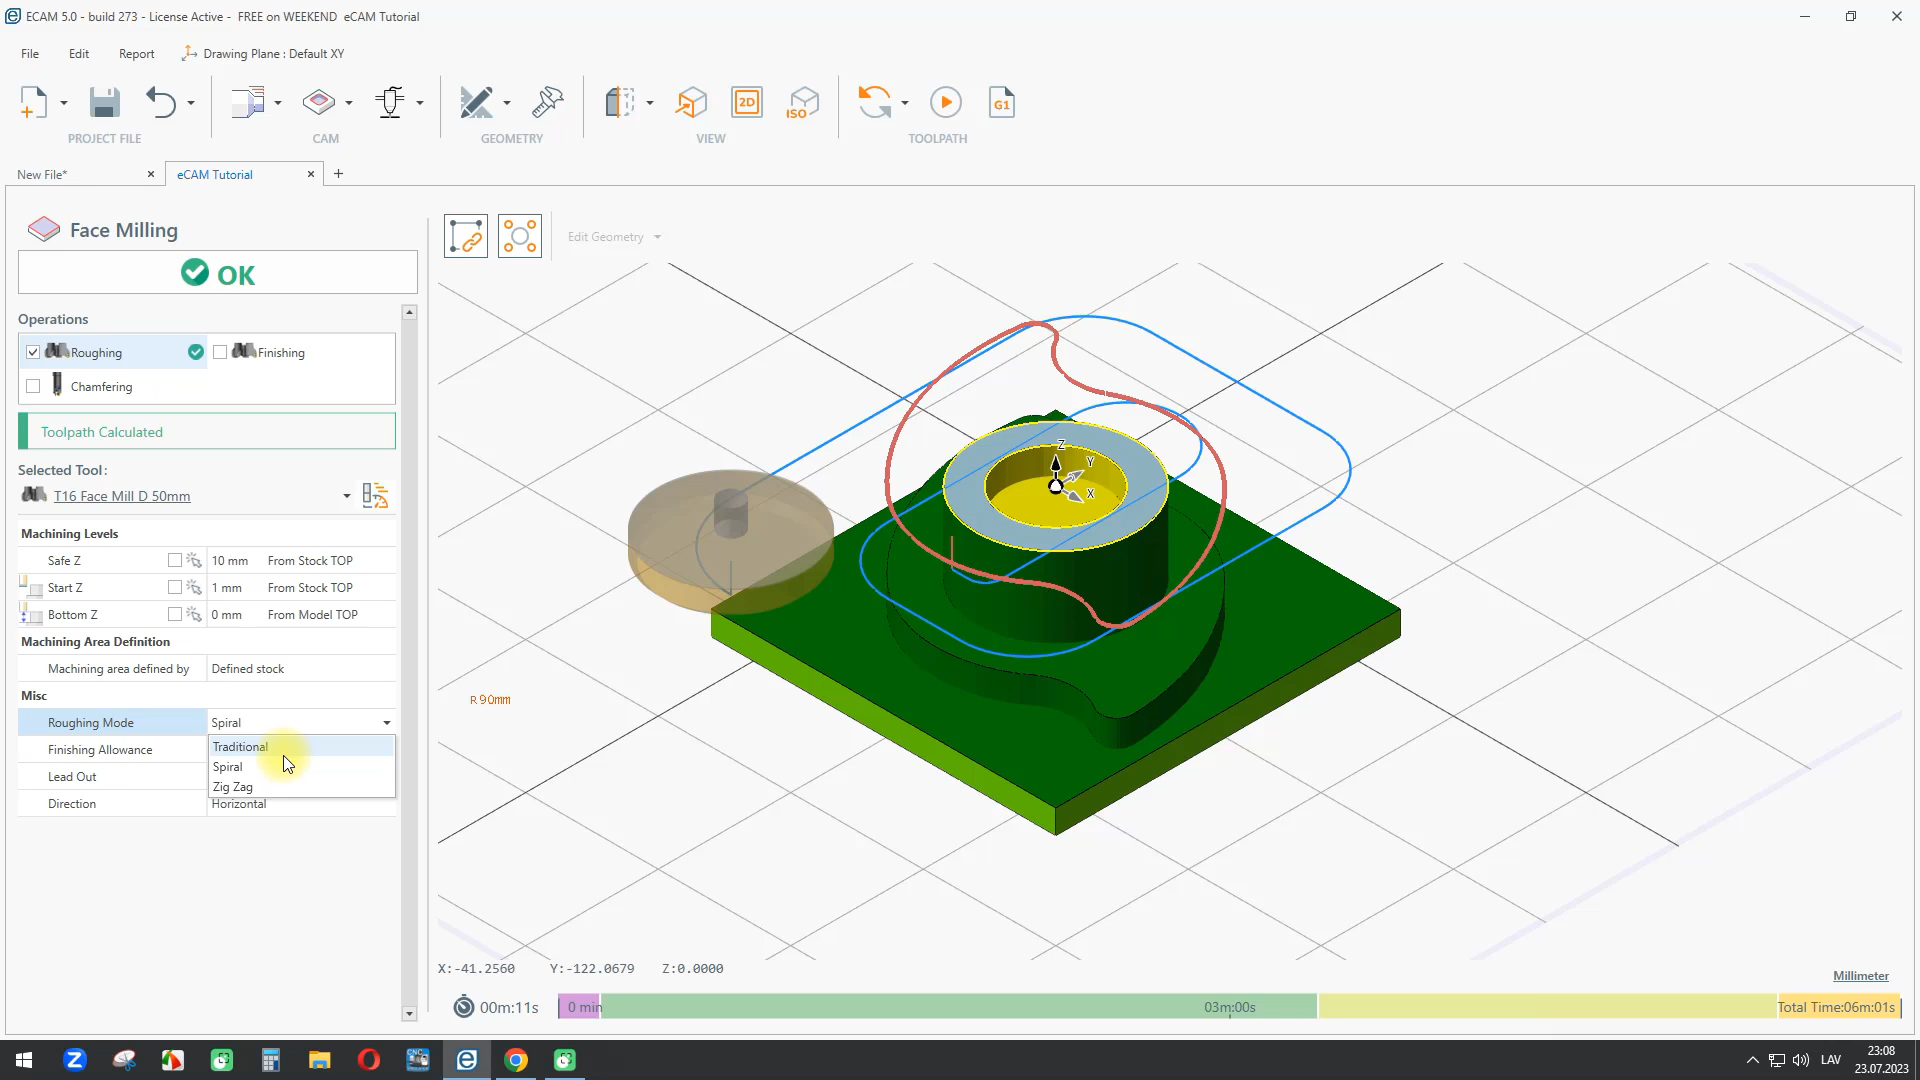 ECAM 5.0 - build 273 - License Active - FREE on WEEKEND eCAM Tutorial
File Edit Report Drawing Plane : Default XY
2D ISO G1
PROJECT FILE CAM GEOMETRY VIEW TOOLPATH
New File* × eCAM Tutorial × +
Face Milling
Edit Geometry
OK
Operations
Roughing Finishing
Chamfering
Toolpath Calculated
Selected Tool:
T16 Face Mill D 50mm
Machining Levels
Safe Z 10 mm From Stock TOP
Start Z 1 mm From Stock TOP
Bottom Z 0 mm From Model TOP
Machining Area Definition
Machining area defined by Defined stock
Misc
Roughing Mode Spiral
Traditional
Finishing Allowance
Spiral
Lead Out
Zig Zag
Direction Horizontal
Z
Y
X
R90mm
X:-41.2560 Y:-122.0679 Z:0.0000
Millimeter
00m:11s 0 min 03m:00s Total Time:06m:01s
LAV
23:08
23.07.2023